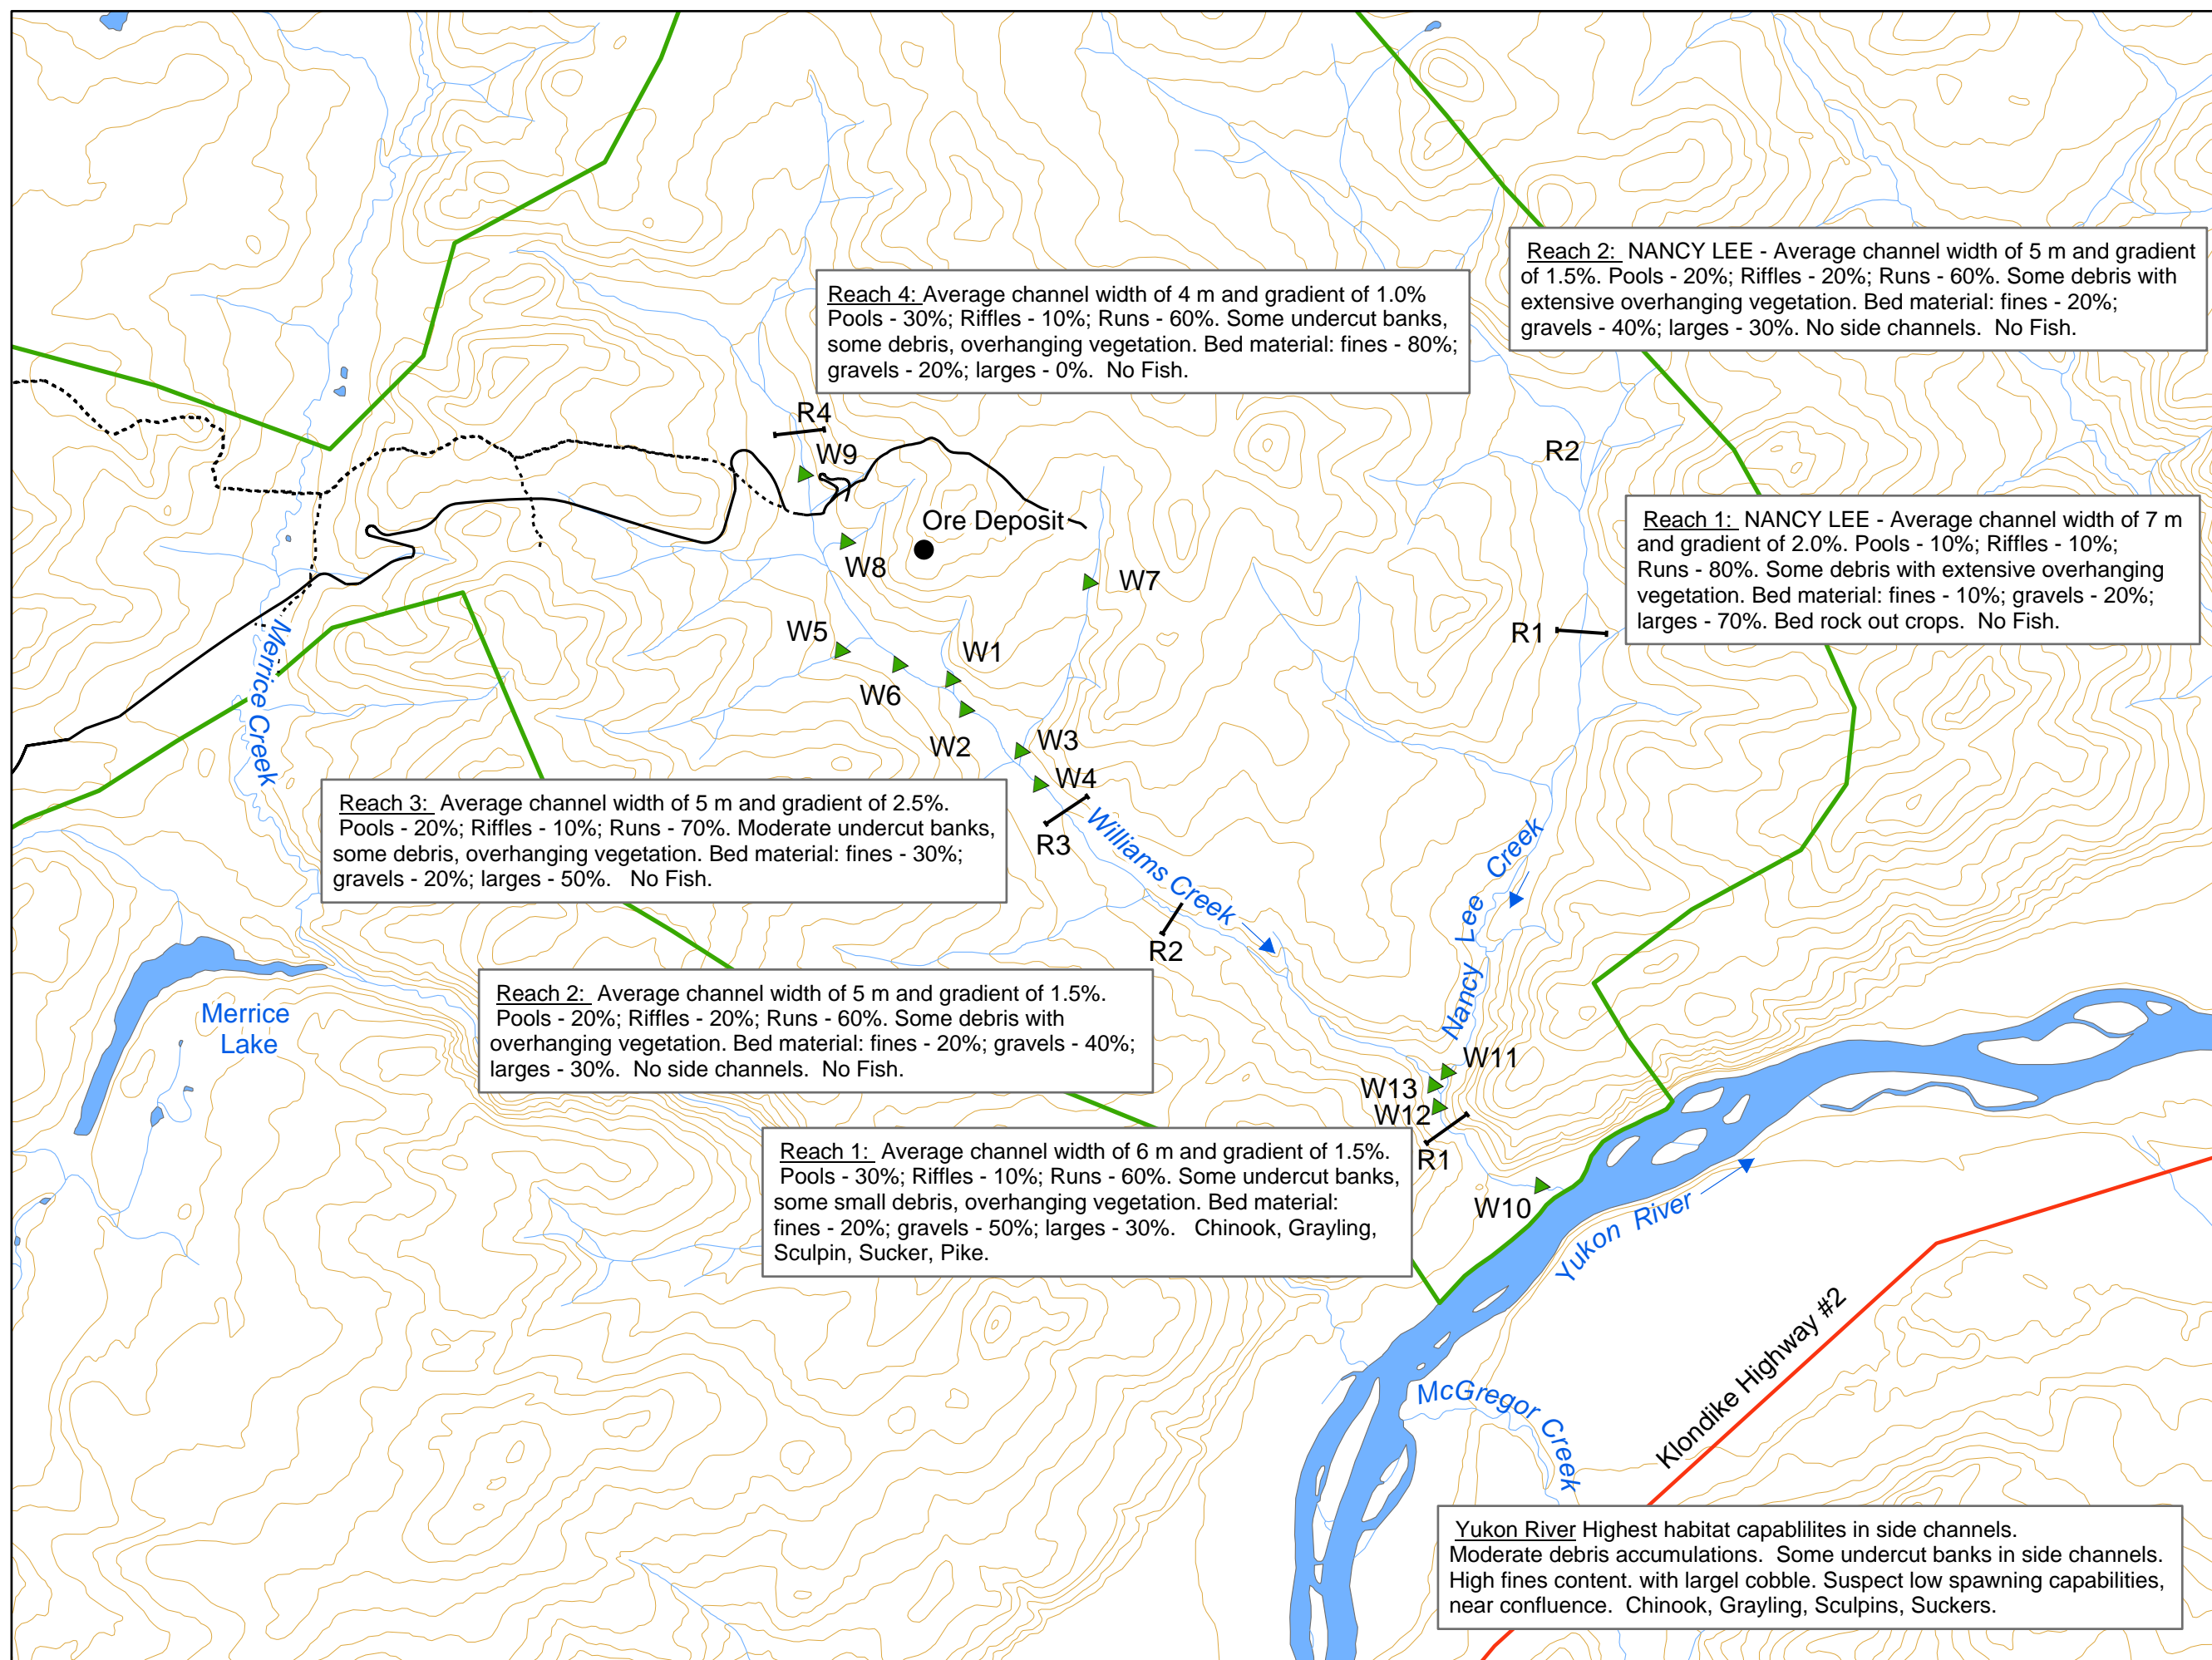 Reach 2: NANCY LEE - Average channel width of 5 m and gradient
of 1.5%. Pools - 20%; Riffles - 20%; Runs - 60%. Some debris with
extensive overhanging vegetation. Bed material: fines - 20%;
gravels - 40%; larges - 30%. No side channels. No Fish.
Reach 4: Average channel width of 4 m and gradient of 1.0%
Pools - 30%; Riffles - 10%; Runs - 60%. Some undercut banks,
some debris, overhanging vegetation. Bed material: fines - 80%;
gravels - 20%; larges - 0%. No Fish.
R4
R2
W9
Reach 1: NANCY LEE - Average channel width of 7 m
and gradient of 2.0%. Pools - 10%; Riffles - 10%;
Runs - 80%. Some debris with extensive overhanging
vegetation. Bed material: fines - 10%; gravels - 20%;
larges - 70%. Bed rock out crops. No Fish.
Ore Deposit
W8
W7
W5
R1
W1
W6
Merrice Creek
W2
W3
W4
Reach 3: Average channel width of 5 m and gradient of 2.5%.
Pools - 20%; Riffles - 10%; Runs - 70%. Moderate undercut banks,
some debris, overhanging vegetation. Bed material: fines - 30%;
gravels - 20%; larges - 50%. No Fish.
R3
Williams Creek
Nancy Lee Creek
R2
Merrice
Lake
Reach 2: Average channel width of 5 m and gradient of 1.5%.
Pools - 20%; Riffles - 20%; Runs - 60%. Some debris with
overhanging vegetation. Bed material: fines - 20%; gravels - 40%;
larges - 30%. No side channels. No Fish.
W11
W13
W12
R1
Reach 1: Average channel width of 6 m and gradient of 1.5%.
Pools - 30%; Riffles - 10%; Runs - 60%. Some undercut banks,
some small debris, overhanging vegetation. Bed material:
fines - 20%; gravels - 50%; larges - 30%. Chinook, Grayling,
Sculpin, Sucker, Pike.
W10
Yukon River
Klondike Highway #2
McGregor Creek
Yukon River Highest habitat capablilites in side channels.
Moderate debris accumulations. Some undercut banks in side channels.
High fines content. with largel cobble. Suspect low spawning capabilities,
near confluence. Chinook, Grayling, Sculpins, Suckers.